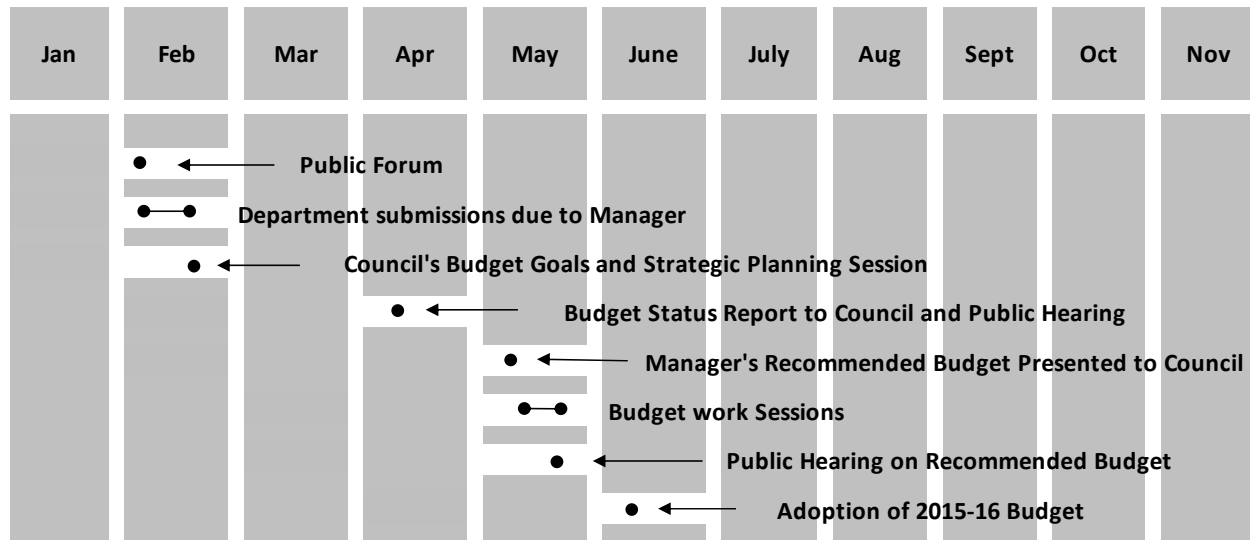 Jan Feb Mar Apr May June July Aug Sept Oct Nov
Public Forum
Department submissions due to Manager
Council's Budget Goals and Strategic Planning Session
Budget Status Report to Council and Public Hearing
Manager's Recommended Budget Presented to Council
Budget work Sessions
Public Hearing on Recommended Budget
Adoption of 2015-16 Budget